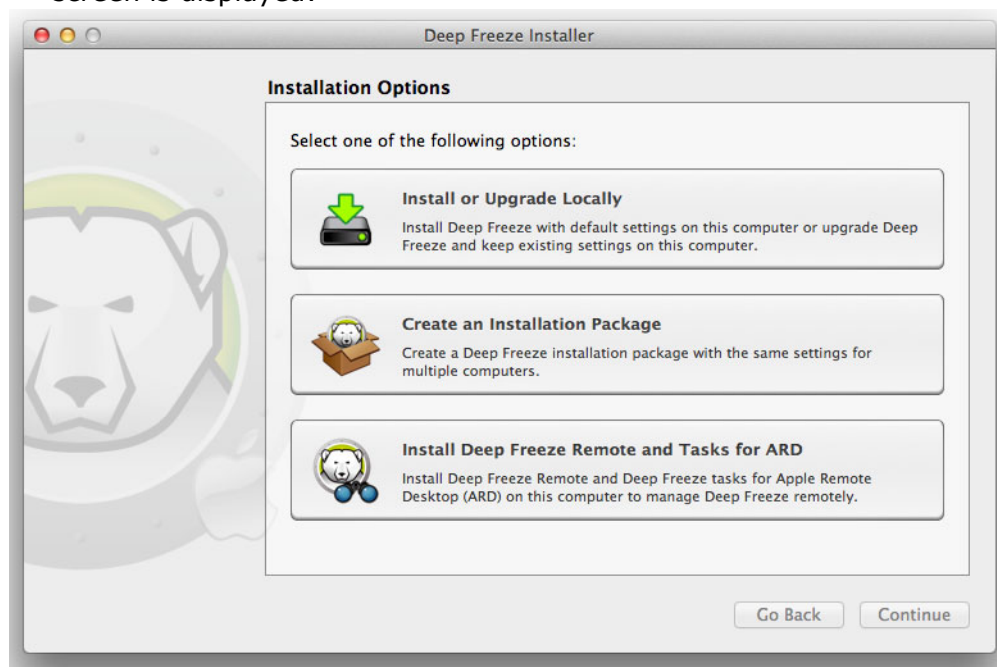 screen is displayed.
Deep Freeze Installer
Installation Options
Select one of the following options:
Install or Upgrade Locally
Install Deep Freeze with default settings on this computer or upgrade Deep
Freeze and keep existing settings on this computer.
Create an Installation Package
Create a Deep Freeze installation package with the same settings for
multiple computers.
Install Deep Freeze Remote and Tasks for ARD
Install Deep Freeze Remote and Deep Freeze tasks for Apple Remote
Desktop (ARD) on this computer to manage Deep Freeze remotely.
Go Back
Continue